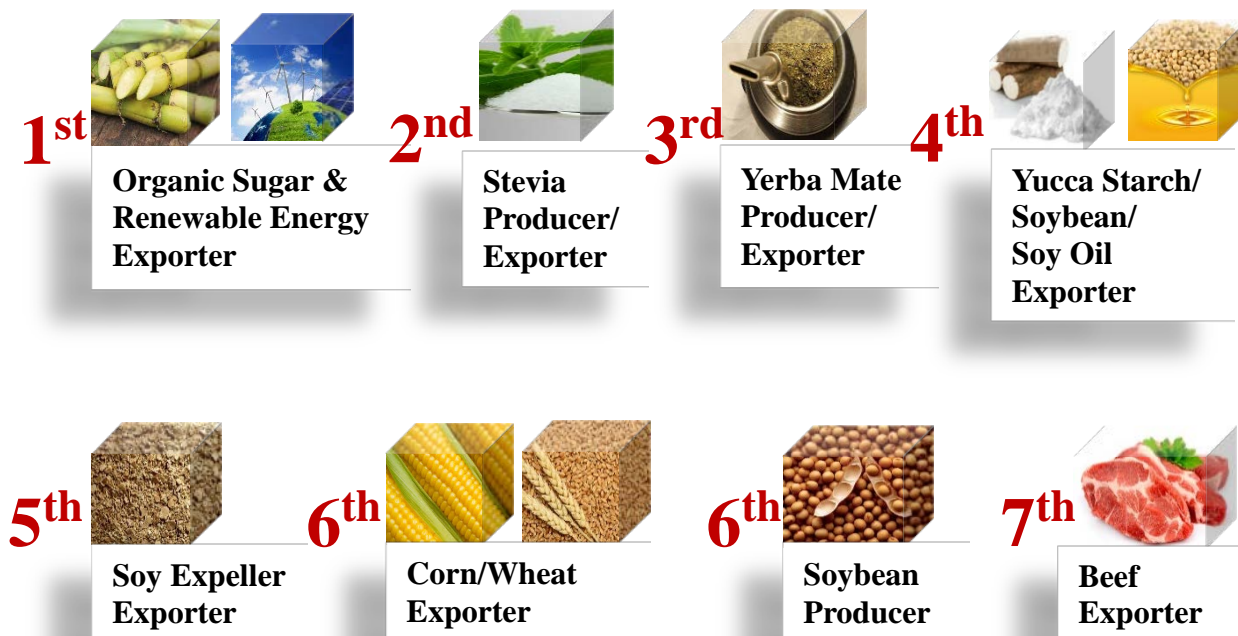 1st
Organic Sugar &
Renewable Energy
Exporter
2nd
Stevia
Producer/
Exporter
3rd
Yerba Mate
Producer/
Exporter
4th
Yucca Starch/
Soybean/
Soy Oil
Exporter
5th
Soy Expeller
Exporter
6th
Corn/Wheat
Exporter
6th
Soybean
Producer
7th
Beef
Exporter